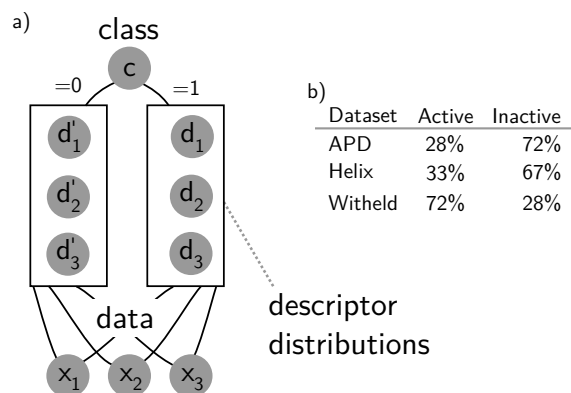 a)
class
c
=0 =1
d'1 d1
d'2 d2
d'3 d3
data
x1 x2 x3
descriptor
distributions
b)
Dataset Active Inactive
APD 28% 72%
Helix 33% 67%
Witheld 72% 28%